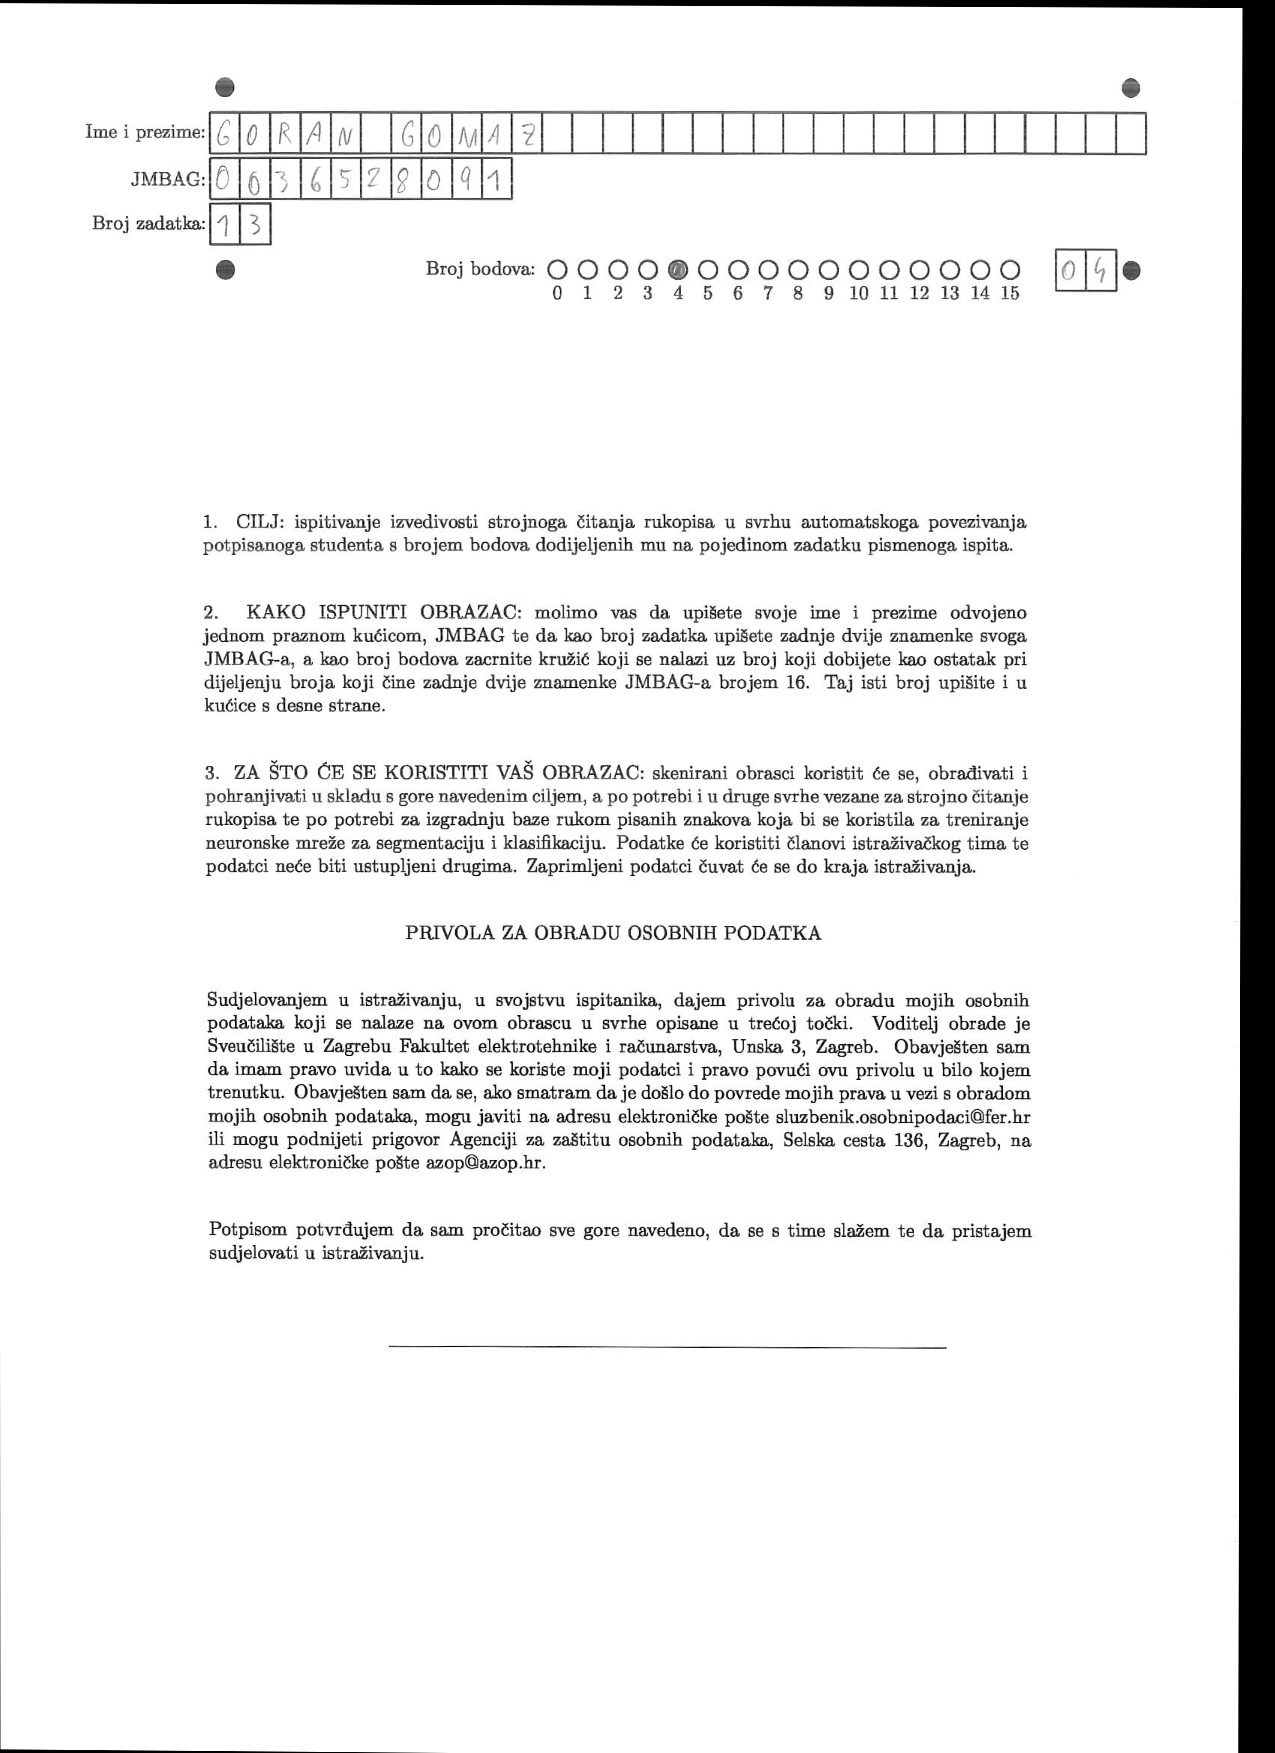 Ime i prezime: GORAN GOMAZ
JMBAG: 0636528091
Broj zadatka: 13
Broj bodova: 04
0 1 2 3 4 5 6 7 8 9 10 11 12 13 14 15
1. CILJ: ispitivanje izvedivosti strojnoga čitanja rukopisa u svrhu automatskoga povezivanja
potpisanoga studenta s brojem bodova dodijeljenih mu na pojedinom zadatku pismenoga ispita.
2. KAKO ISPUNITI OBRAZAC: molimo vas da upišete svoje ime i prezime odvojeno
jednom praznom kućicom, JMBAG te da kao broj zadatka upišete zadnje dvije znamenke svoga
JMBAG-a, a kao broj bodova zacrnite kružić koji se nalazi uz broj koji dobijete kao ostatak pri
dijeljenju broja koji čine zadnje dvije znamenke JMBAG-a brojem 16. Taj isti broj upišite i u
kućice s desne strane.
3. ZA ŠTO ĆE SE KORISTITI VAŠ OBRAZAC: skenirani obrasci koristit će se, obrađivati i
pohranjivati u skladu s gore navedenim ciljem, a po potrebi i u druge svrhe vezane za strojno čitanje
rukopisa te po potrebi za izgradnju baze rukom pisanih znakova koja bi se koristila za treniranje
neuronske mreže za segmentaciju i klasifikaciju. Podatke će koristiti članovi istraživačkog tima te
podatci neće biti ustupljeni drugima. Zaprimljeni podatci čuvat će se do kraja istraživanja.
PRIVOLA ZA OBRADU OSOBNIH PODATKA
Sudjelovanjem u istraživanju, u svojstvu ispitanika, dajem privolu za obradu mojih osobnih
podataka koji se nalaze na ovom obrascu u svrhe opisane u trećoj točki. Voditelj obrade je
Sveučilište u Zagrebu Fakultet elektrotehnike i računarstva, Unska 3, Zagreb. Obavješten sam
da imam pravo uvida u to kako se koriste moji podatci i pravo povući ovu privolu u bilo kojem
trenutku. Obavješten sam da se, ako smatram da je došlo do povrede mojih prava u vezi s obradom
mojih osobnih podataka, mogu javiti na adresu elektroničke pošte sluzbenik.osobnipodaci@fer.hr
ili mogu podnijeti prigovor Agenciji za zaštitu osobnih podataka, Selska cesta 136, Zagreb, na
adresu elektroničke pošte azop@azop.hr.
Potpisom potvrđujem da sam pročitao sve gore navedeno, da se s time slažem te da pristajem
sudjelovati u istraživanju.